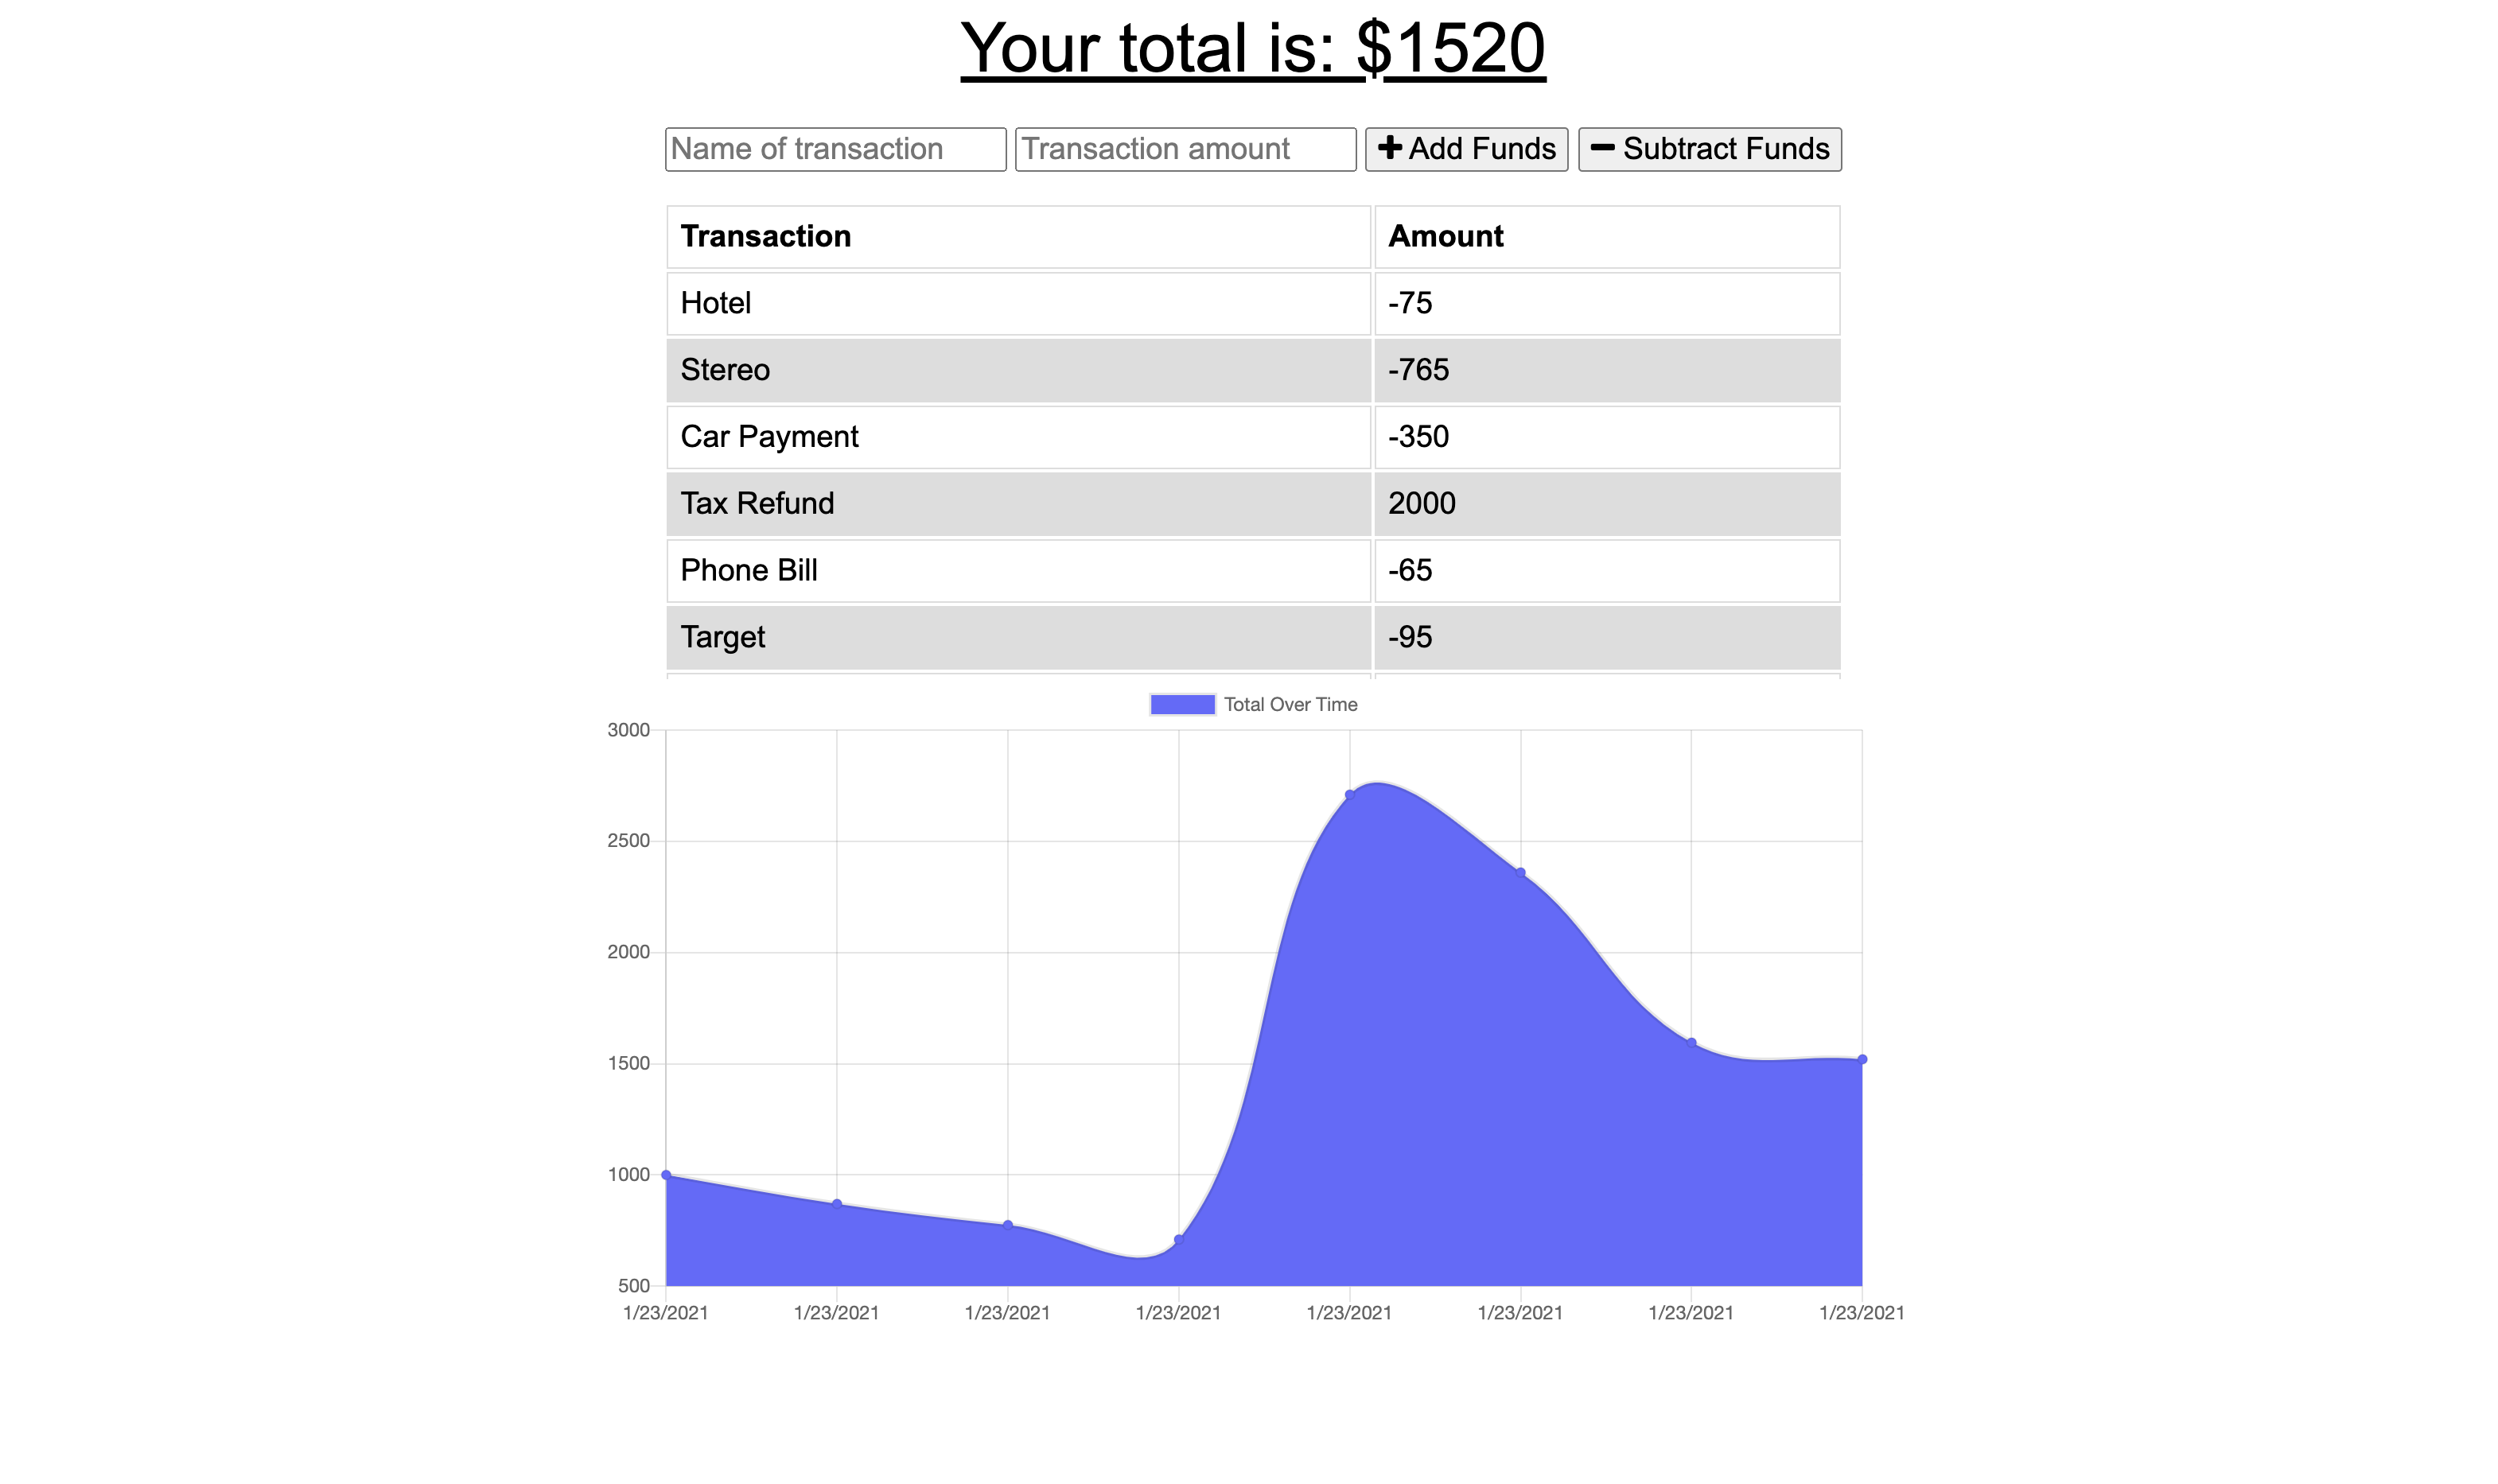 Your total is: $1520
Name of transaction Transaction amount Add Funds Subtract Funds
Transaction Amount
Hotel -75
Stereo -765
Car Payment -350
Tax Refund 2000
Phone Bill -65
Target -95
Total Over Time
3000
2500
2000
1500
1000
500
1/23/2021 1/23/2021 1/23/2021 1/23/2021 1/23/2021 1/23/2021 1/23/2021 1/23/2021